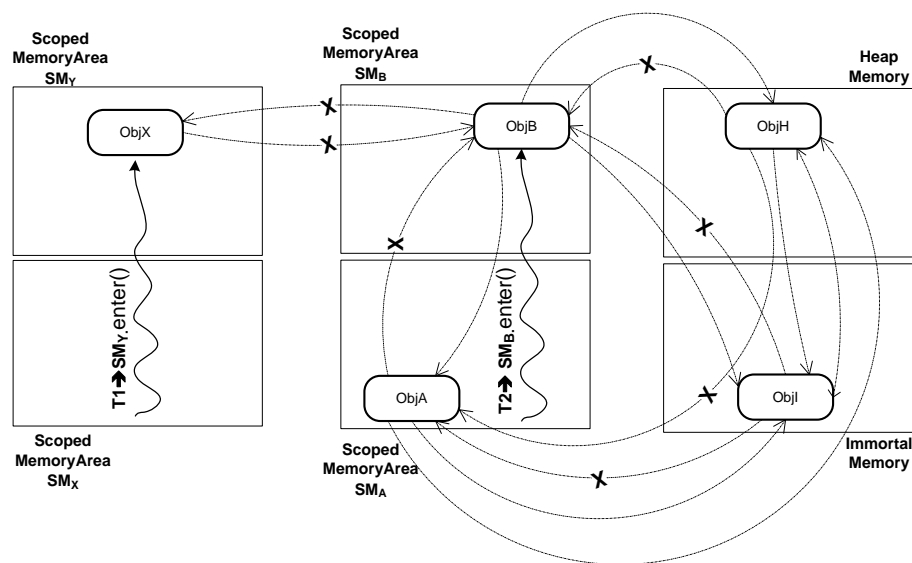 Scoped
MemoryArea
SMY
Scoped
MemoryArea
SMB
Heap
Memory
X
X
X
ObjX
ObjB
ObjH
X
X
T1➔SMY.enter()
T2➔ SMB.enter()
ObjA
X
ObjI
X
Scoped
MemoryArea
SMX
Scoped
MemoryArea
SMA
Immortal
Memory